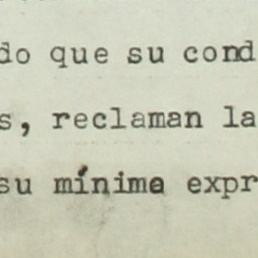 do que su cond
s, reclaman la
su mínima expr